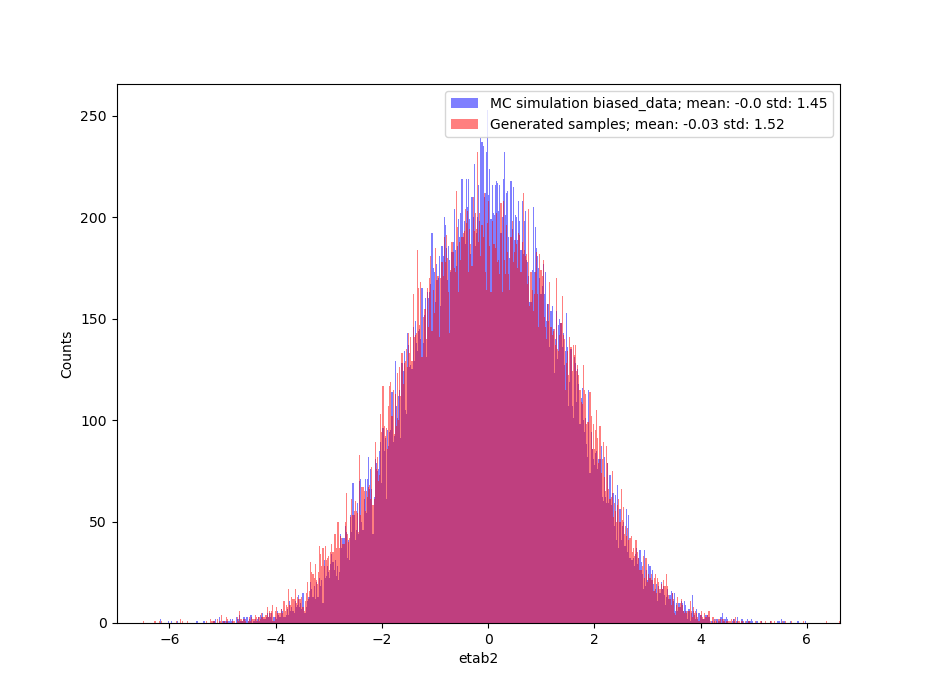 MC simulation biased_data; mean: -0.0 std: 1.45
Generated samples; mean: -0.03 std: 1.52
250
200
150
100
50
0
Counts
−6 −4 −2 0 2 4 6
etab2